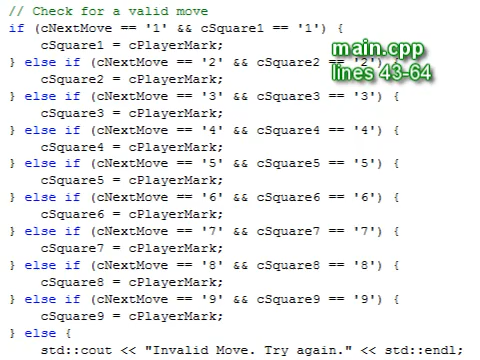 // Check for a valid move
if (cNextMove == '1' && cSquare1 == '1') {
cSquare1 = cPlayerMark;
} else if (cNextMove == '2' && cSquare2 == '2') {
cSquare2 = cPlayerMark;
} else if (cNextMove == '3' && cSquare3 == '3') {
cSquare3 = cPlayerMark;
} else if (cNextMove == '4' && cSquare4 == '4') {
cSquare4 = cPlayerMark;
} else if (cNextMove == '5' && cSquare5 == '5') {
cSquare5 = cPlayerMark;
} else if (cNextMove == '6' && cSquare6 == '6') {
cSquare6 = cPlayerMark;
} else if (cNextMove == '7' && cSquare7 == '7') {
cSquare7 = cPlayerMark;
} else if (cNextMove == '8' && cSquare8 == '8') {
cSquare8 = cPlayerMark;
} else if (cNextMove == '9' && cSquare9 == '9') {
cSquare9 = cPlayerMark;
} else {
std::cout << "Invalid Move. Try again." << std::endl;
main.cpp
lines 43-64